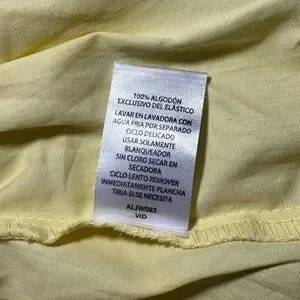 100% ALGODÓN
EXCLUSIVO DEL ELÁSTICO
LAVAR EN LAVADORA CON
AGUA FRIA POR SEPARADO
CICLO DELICADO
USAR SOLAMENTE
BLANQUEADOR
SIN CLORO SECAR EN
SECADORA
CICLO LENTO REMOVER
INMEDIATAMENTE PLANCHA
TIBIA SI SE NECESITA
ALJW083
VID